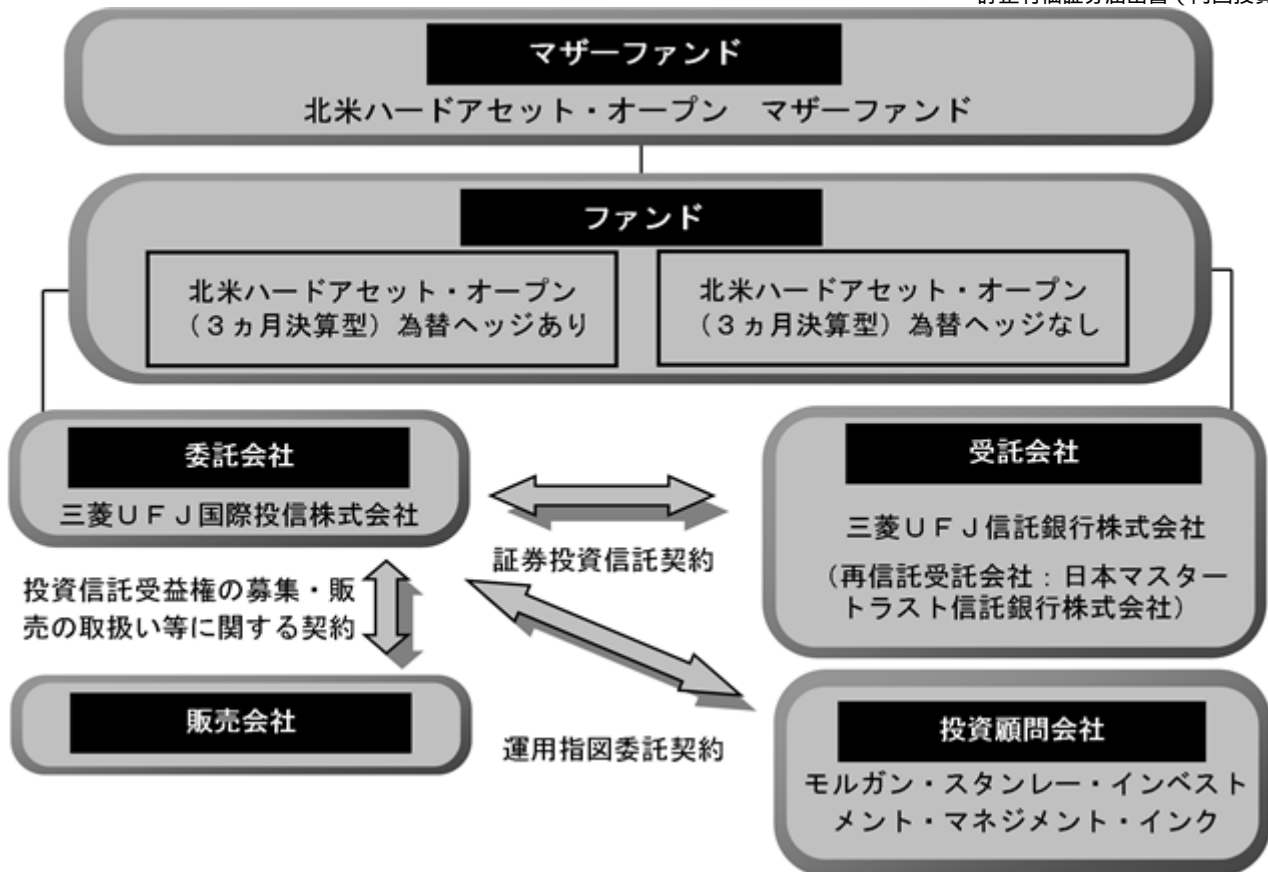 マザーファンド
北米ハードアセット・オープン　マザーファンド
ファンド
北米ハードアセット・オープン
（３ヵ月決算型）為替ヘッジあり
北米ハードアセット・オープン
（３ヵ月決算型）為替ヘッジなし
委託会社
三菱ＵＦＪ国際投信株式会社
受託会社
三菱ＵＦＪ信託銀行株式会社
（再信託受託会社：日本マスター
トラスト信託銀行株式会社）
証券投資信託契約
投資信託受益権の募集・販
売の取扱い等に関する契約
販売会社
運用指図委託契約
投資顧問会社
モルガン・スタンレー・インベスト
メント・マネジメント・インク